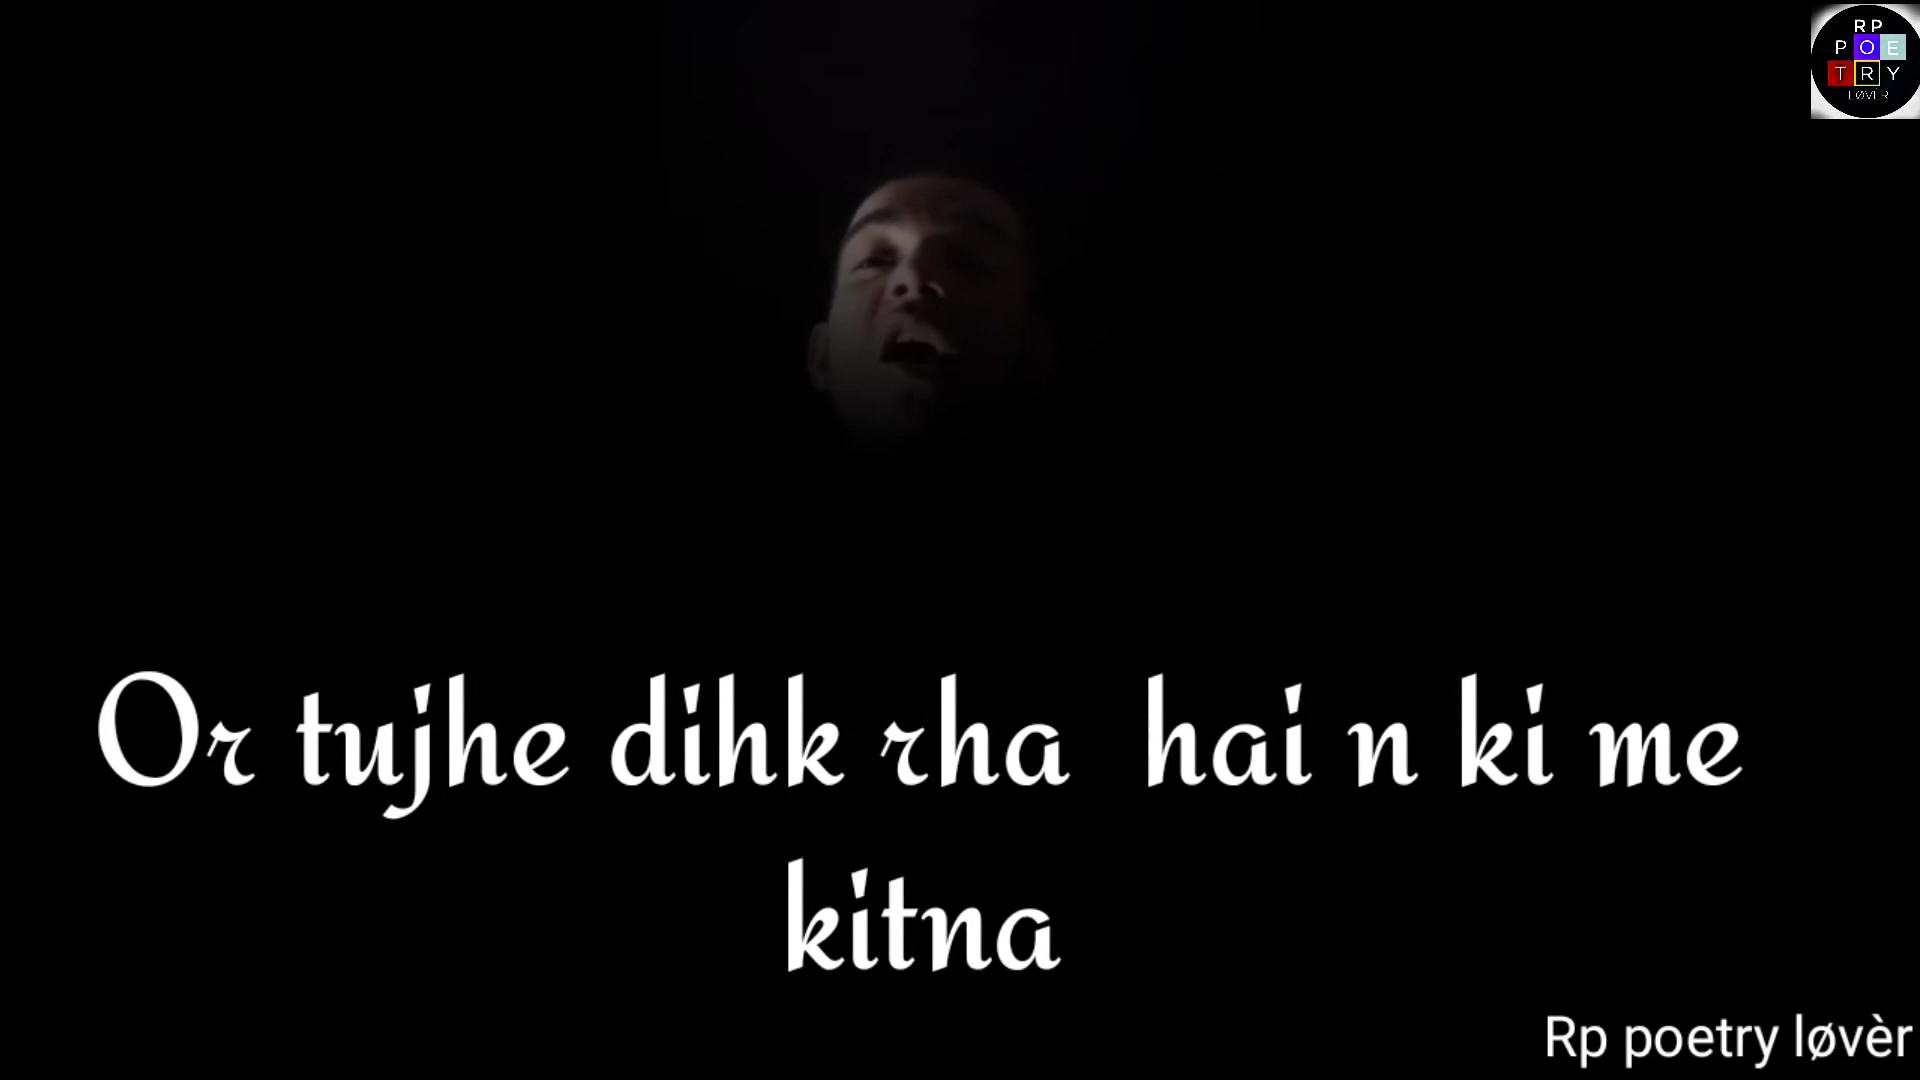 RP
POE
TRY
LØVER
Or tujhe dihk rha hai n ki me
kitna
Rp poetry løvèr